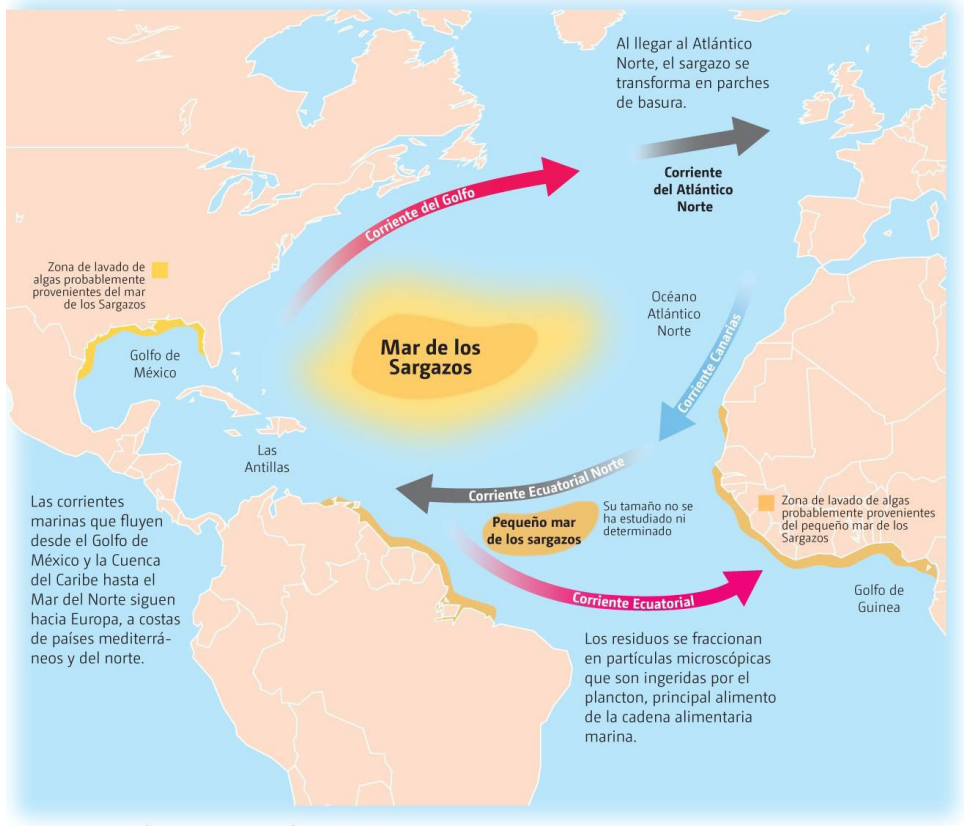 Al llegar al Atlántico
Norte, el sargazo se
transforma en parches
de basura.
Corriente
del Atlántico
Norte
Corriente del Golfo
Zona de lavado de
algas probablemente
provenientes del mar
de los Sargazos
Golfo de
México
Mar de los
Sargazos
Océano
Atlántico
Norte
Corriente Canarias
Las
Antillas
Corriente Ecuatorial Norte
Las corrientes
marinas que fluyen
desde el Golfo de
México y la Cuenca
del Caribe hasta el
Mar del Norte siguen
hacia Europa, a costas
de países mediterrá-
neos y del norte.
Pequeño mar
de los sargazos
Su tamaño no se
ha estudiado ni
determinado
Zona de lavado de algas
probablemente provenientes
del pequeño mar de los
Sargazos
Corriente Ecuatorial
Golfo de
Guinea
Los residuos se fraccionan
en partículas microscópicas
que son ingeridas por el
plancton, principal alimento
de la cadena alimentaria
marina.